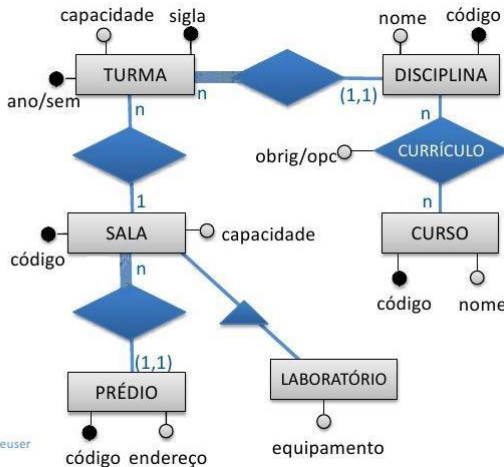 capacidade sigla
nome código
TURMA
DISCIPLINA
ano/sem
n
(1,1)
n
n
obrig/opc
CURRÍCULO
1
n
SALA
capacidade
CURSO
código
n
código nome
(1,1)
PRÉDIO
LABORATÓRIO
euser
código endereço
equipamento